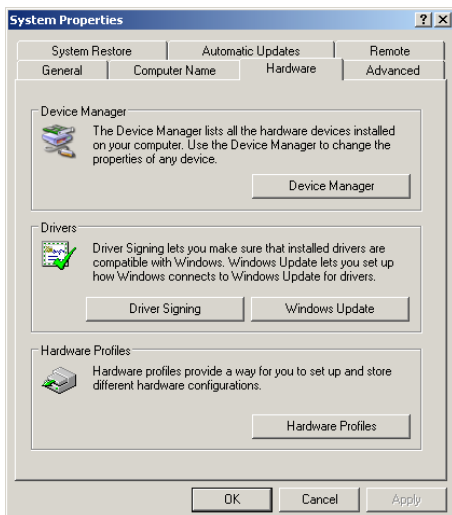 System Properties
? X
System Restore Automatic Updates Remote
General Computer Name Hardware Advanced
Device Manager
The Device Manager lists all the hardware devices installed
on your computer. Use the Device Manager to change the
properties of any device.
Device Manager
Drivers
Driver Signing lets you make sure that installed drivers are
compatible with Windows. Windows Update lets you set up
how Windows connects to Windows Update for drivers.
Driver Signing Windows Update
Hardware Profiles
Hardware profiles provide a way for you to set up and store
different hardware configurations.
Hardware Profiles
OK Cancel Apply